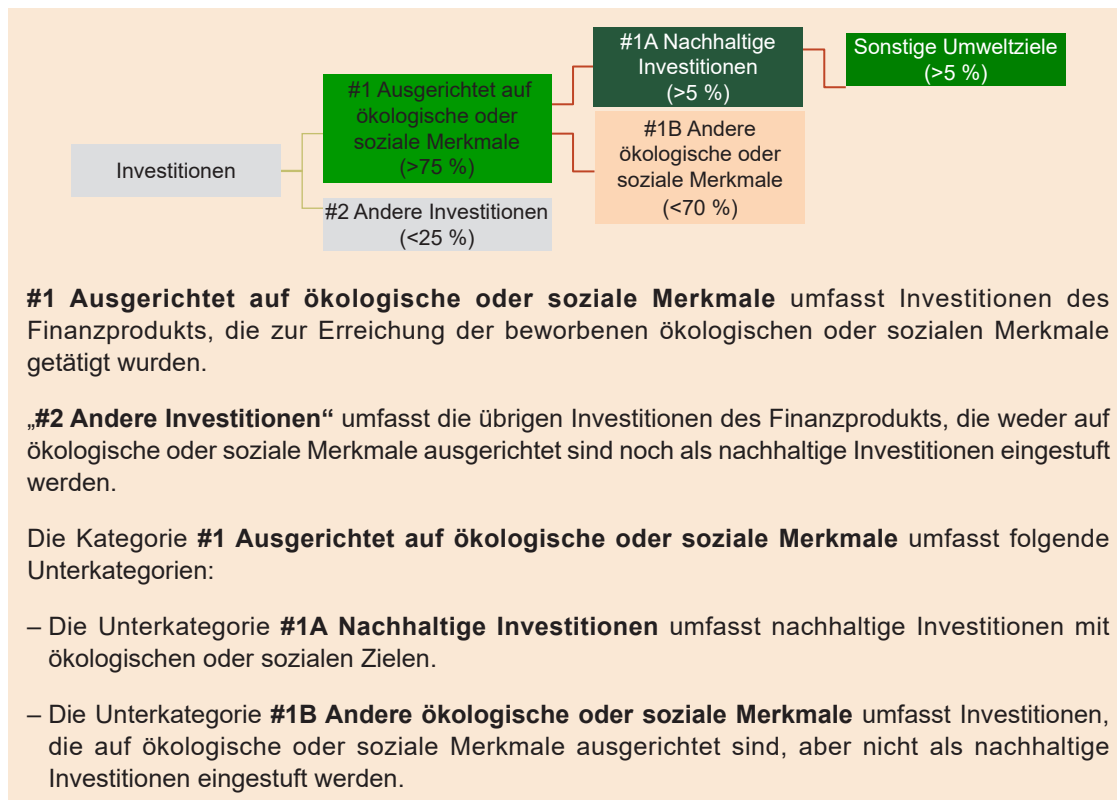 Investitionen
#1 Ausgerichtet auf
ökologische oder
soziale Merkmale
(>75 %)
#2 Andere Investitionen
(<25 %)
#1A Nachhaltige
Investitionen
(>5 %)
#1B Andere
ökologische oder
soziale Merkmale
(<70 %)
Sonstige Umweltziele
(>5 %)
#1 Ausgerichtet auf ökologische oder soziale Merkmale umfasst Investitionen des
Finanzprodukts, die zur Erreichung der beworbenen ökologischen oder sozialen Merkmale
getätigt wurden.
„#2 Andere Investitionen“ umfasst die übrigen Investitionen des Finanzprodukts, die weder auf
ökologische oder soziale Merkmale ausgerichtet sind noch als nachhaltige Investitionen eingestuft
werden.
Die Kategorie #1 Ausgerichtet auf ökologische oder soziale Merkmale umfasst folgende
Unterkategorien:
– Die Unterkategorie #1A Nachhaltige Investitionen umfasst nachhaltige Investitionen mit
ökologischen oder sozialen Zielen.
– Die Unterkategorie #1B Andere ökologische oder soziale Merkmale umfasst Investitionen,
die auf ökologische oder soziale Merkmale ausgerichtet sind, aber nicht als nachhaltige
Investitionen eingestuft werden.